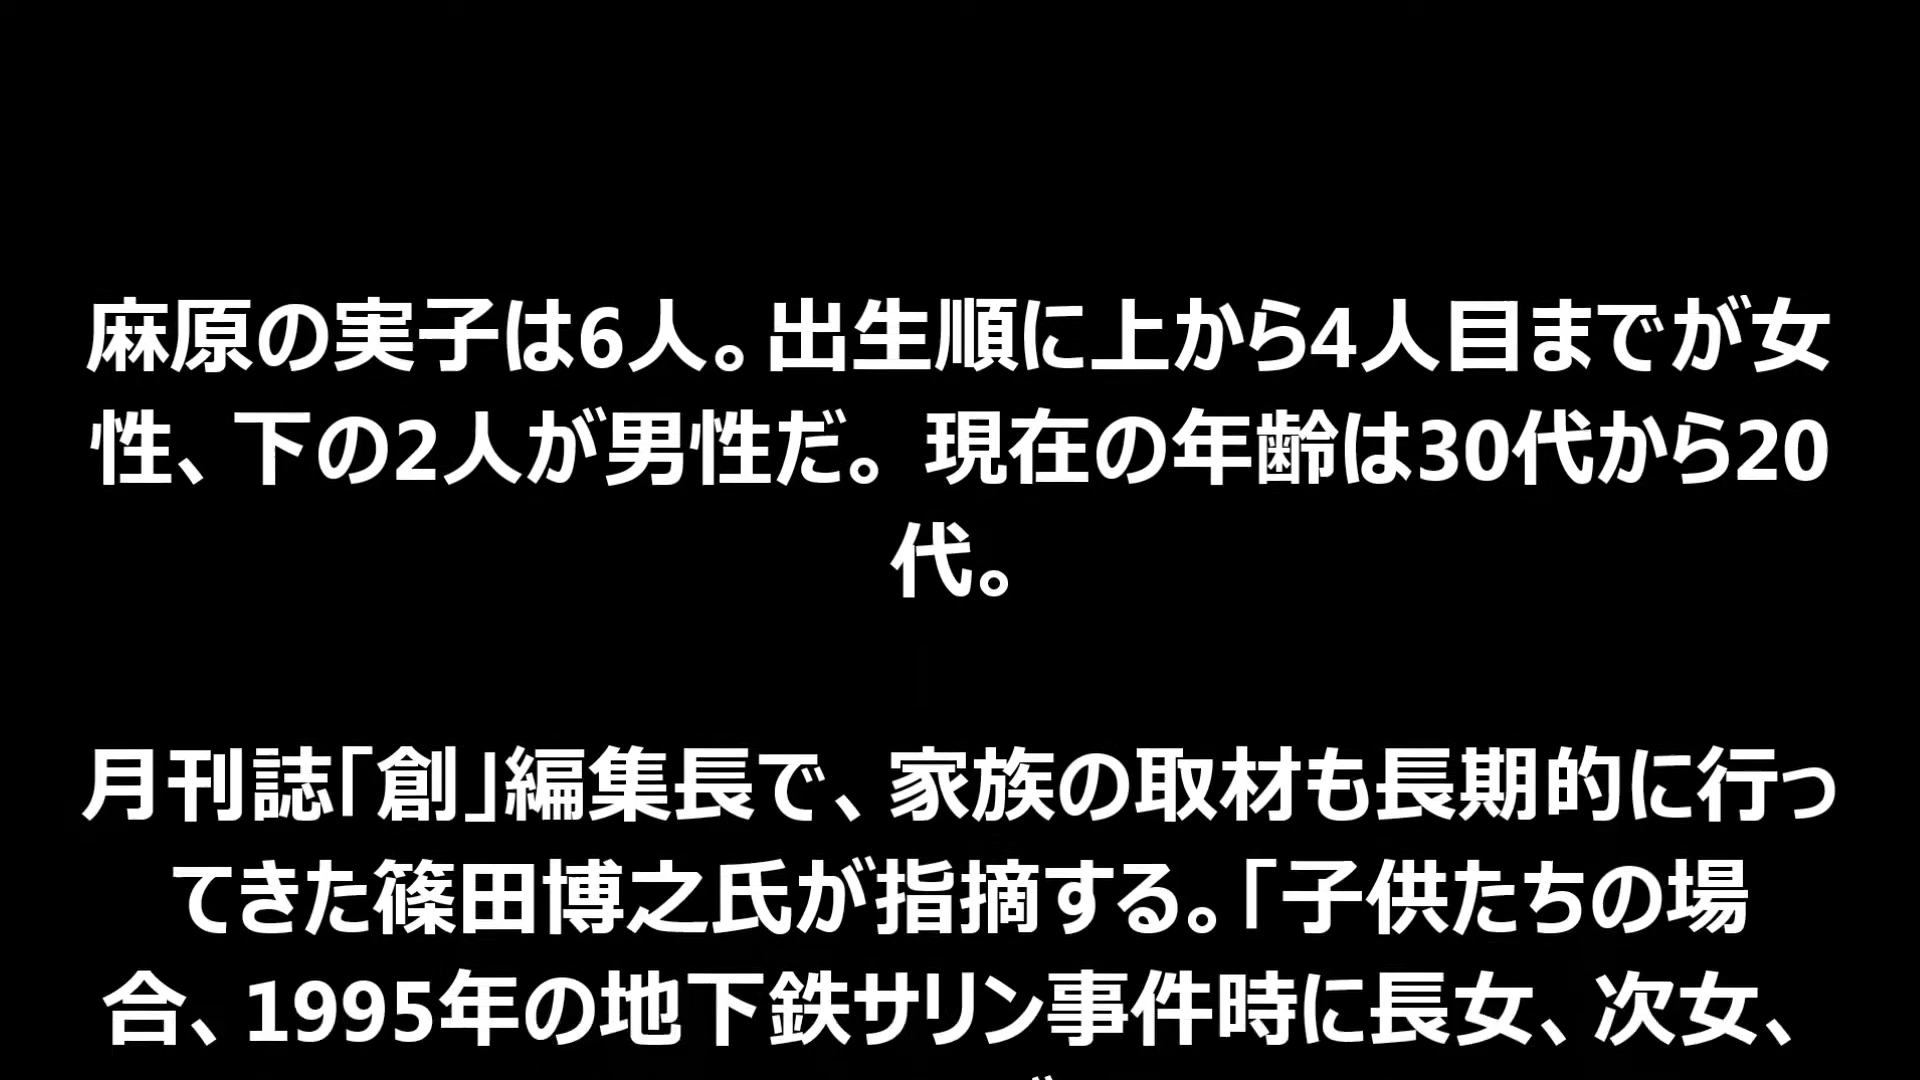 麻原の実子は6人。出生順に上から4人目までが女
性、下の2人が男性だ。 現在の年齢は30代から20
代。
月刊誌「創」編集長で、家族の取材も長期的に行っ
てきた篠田博之氏が指摘する。「子供たちの場
合、1995年の地下鉄サリン事件時に長女、次女、